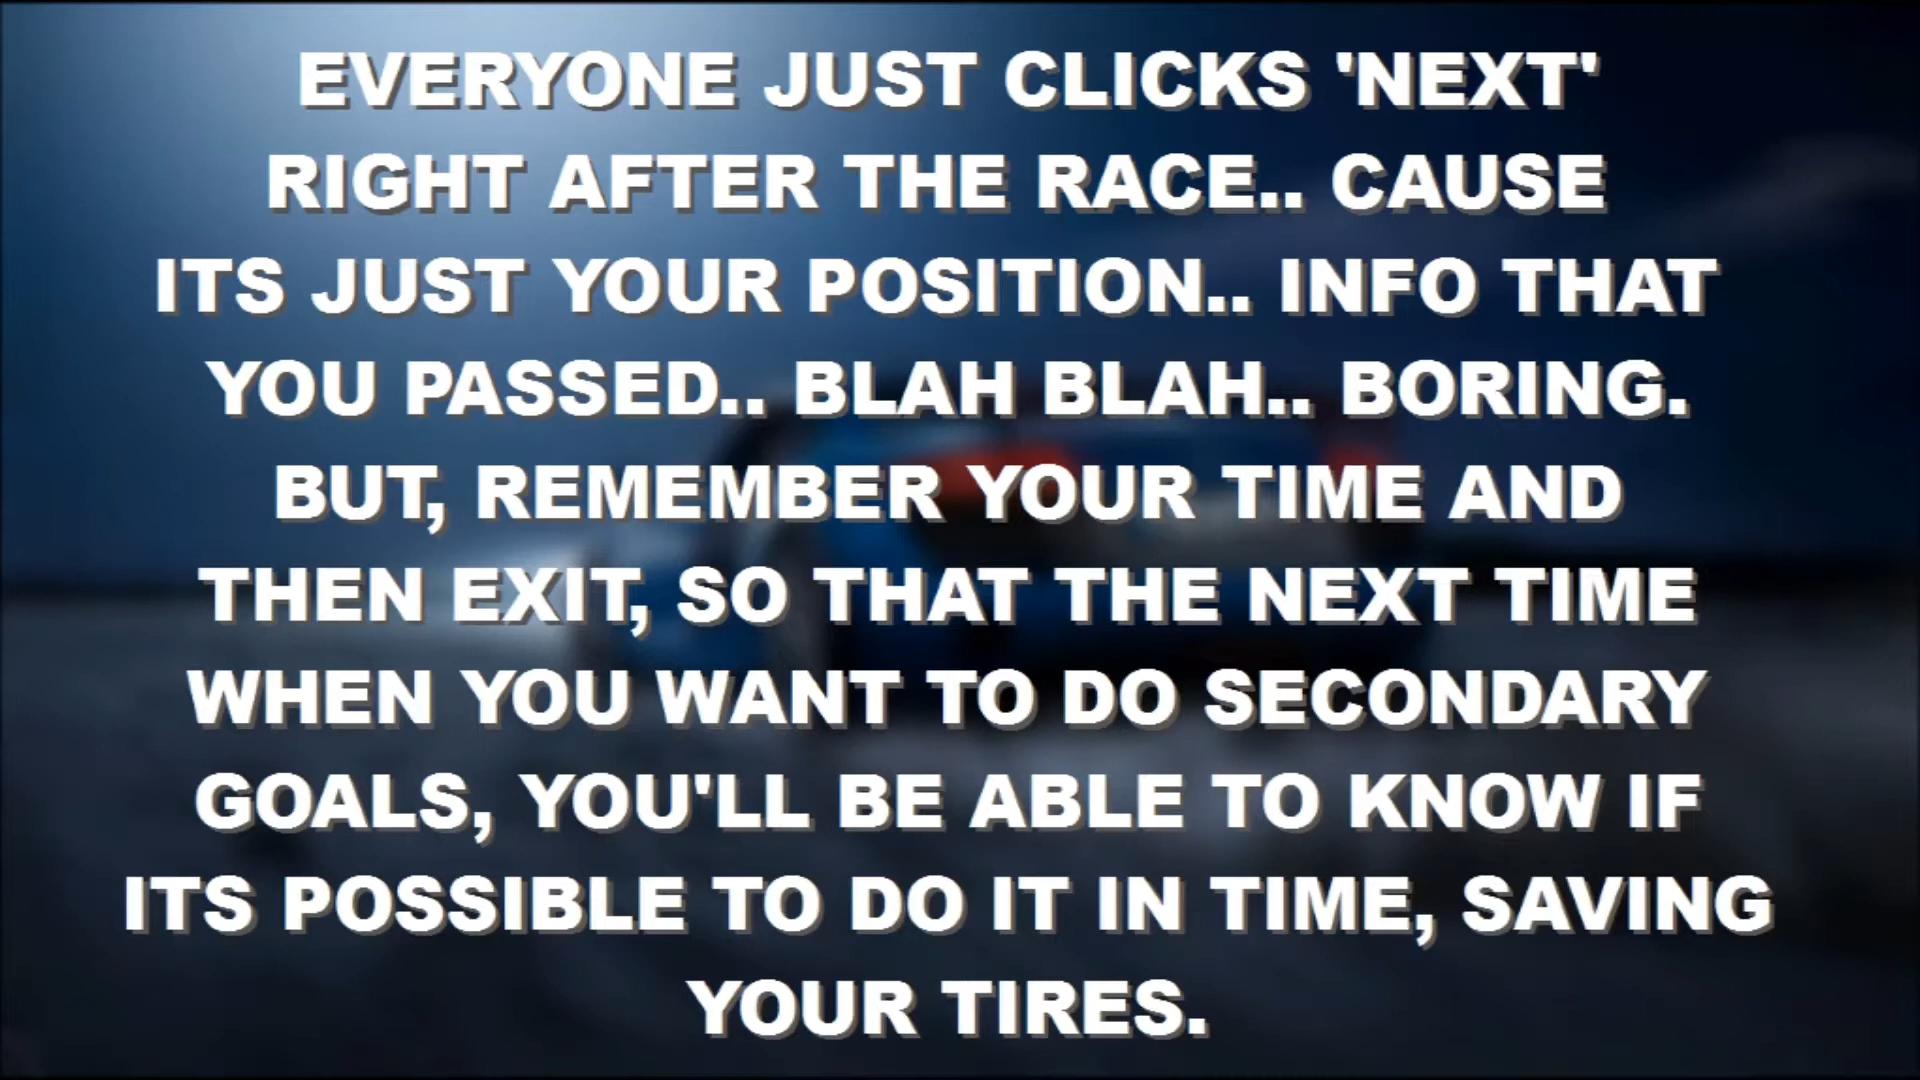 EVERYONE JUST CLICKS 'NEXT'
RIGHT AFTER THE RACE.. CAUSE
ITS JUST YOUR POSITION.. INFO THAT
YOU PASSED.. BLAH BLAH.. BORING.
BUT, REMEMBER YOUR TIME AND
THEN EXIT, SO THAT THE NEXT TIME
WHEN YOU WANT TO DO SECONDARY
GOALS, YOU'LL BE ABLE TO KNOW IF
ITS POSSIBLE TO DO IT IN TIME, SAVING
YOUR TIRES.